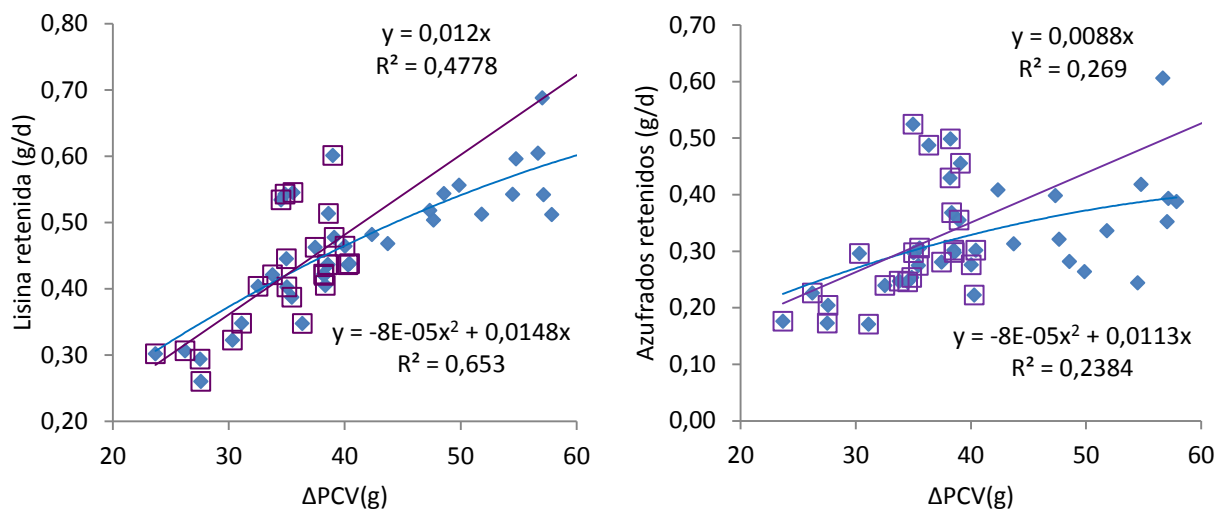 y = 0,012x
R² = 0,4778
y = -8E-05x² + 0,0148x
R² = 0,653
Lisina retenida (g/d)
0,80
0,70
0,60
0,50
0,40
0,30
0,20
20 30 40 50 60
ΔPCV(g)
y = 0,0088x
R² = 0,269
y = -8E-05x² + 0,0113x
R² = 0,2384
Azufrados retenidos (g/d)
0,70
0,60
0,50
0,40
0,30
0,20
0,10
0,00
20 30 40 50 60
ΔPCV(g)